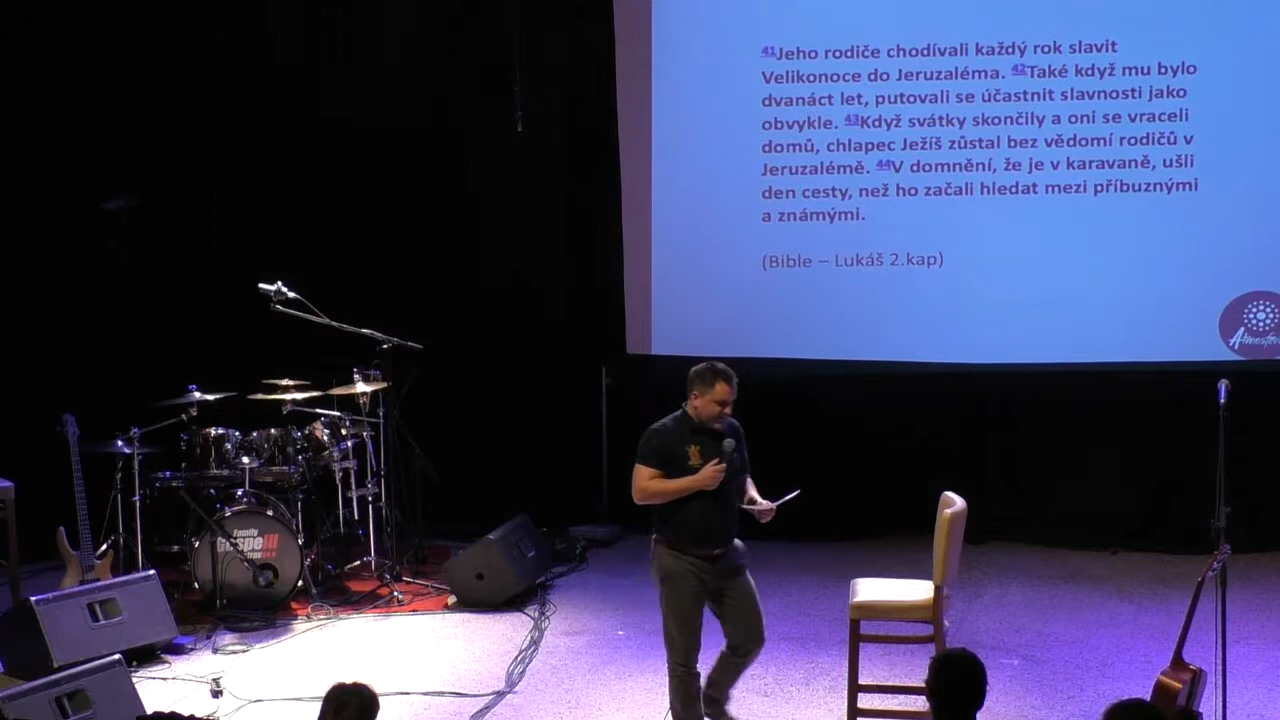 41Jeho rodiče chodívali každý rok slavit
Velikonoce do Jeruzaléma. 42Také když mu bylo
dvanáct let, putovali se účastnit slavnosti jako
obvykle. 43Když svátky skončily a oni se vraceli
domů, chlapec Ježíš zůstal bez vědomí rodičů v
Jeruzalémě. 44V domnění, že je v karavaně, ušli
den cesty, než ho začali hledat mezi příbuznými
a známými.
(Bible – Lukáš 2.kap)
Family